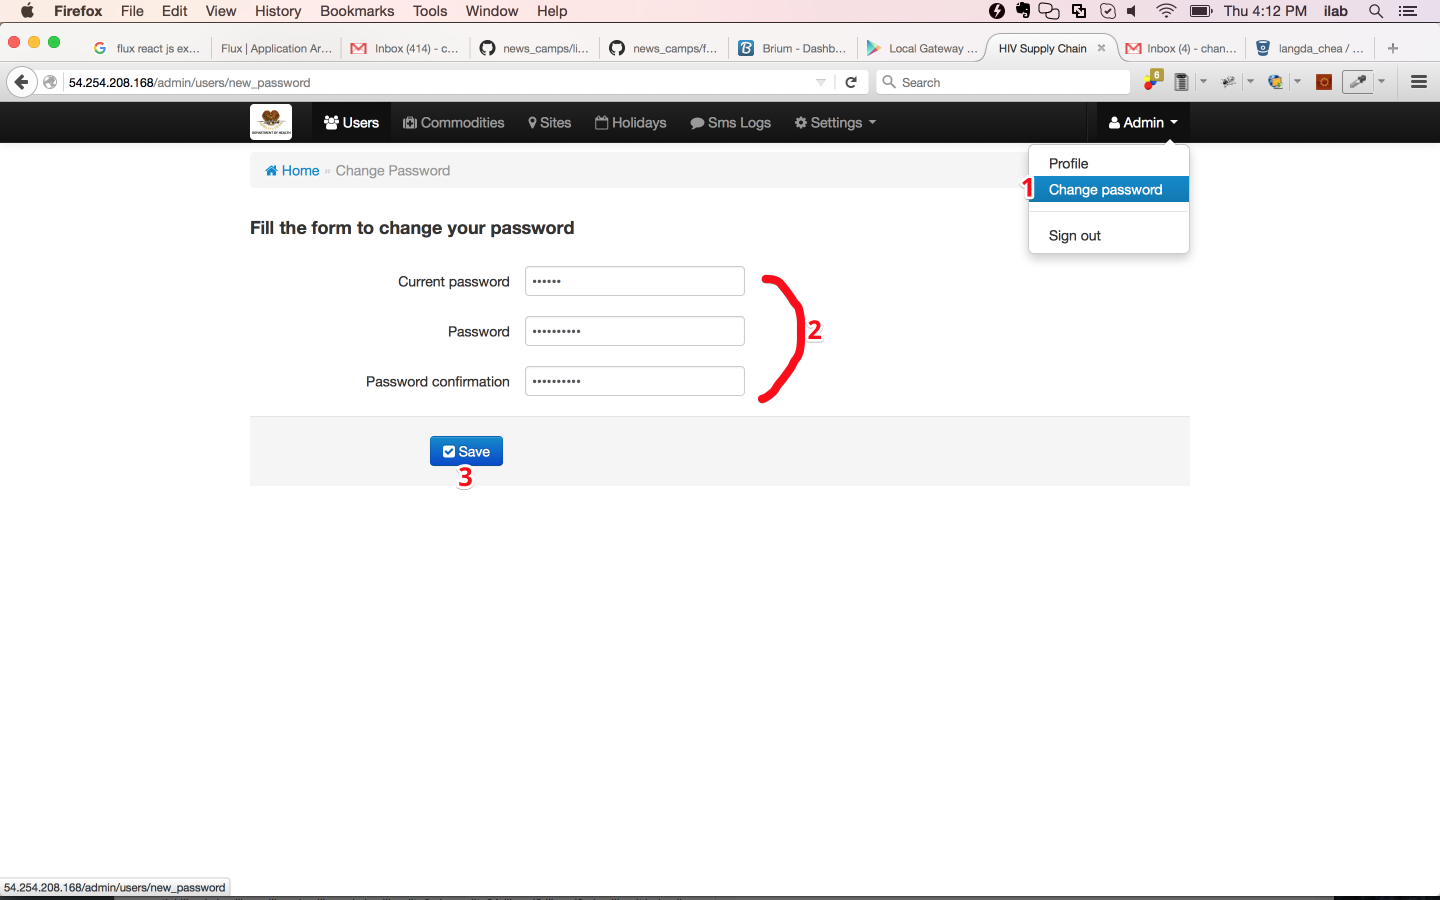 Firefox File Edit View History Bookmarks Tools Window Help Thu 4:12 PM ilab
flux react js ex... Flux | Application Ar... Inbox (414) - c... news_camps/li... news_camps/f... Brium - Dashb... Local Gateway ... HIV Supply Chain Inbox (4) - chan... langda_chea / ...
54.254.208.168/admin/users/new_password Search 6
DEPARTMENT OF HEALTH Users Commodities Sites Holidays Sms Logs Settings Admin
Home » Change Password
Profile
1 Change password
Sign out
Fill the form to change your password
Current password ••••••
Password •••••••••• 2
Password confirmation ••••••••••
Save
3
54.254.208.168/admin/users/new_password